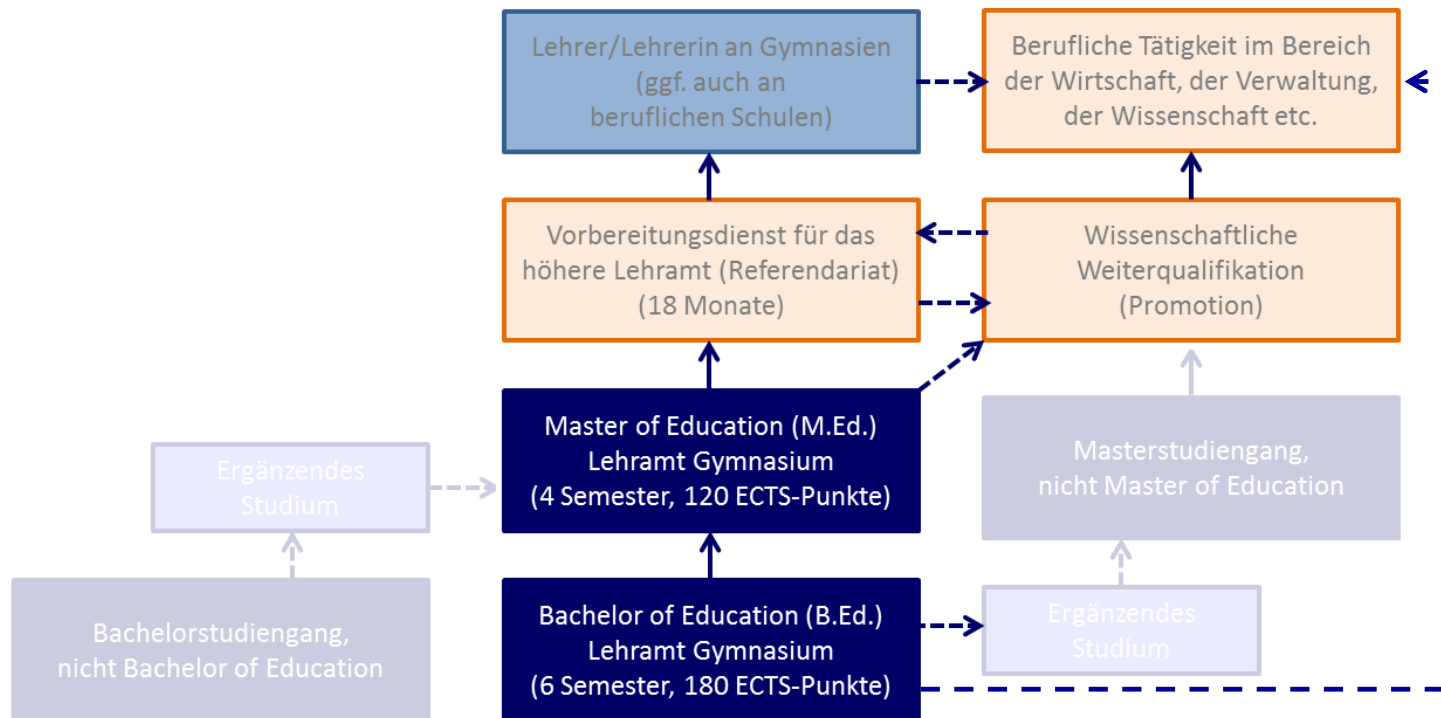 Lehrer/Lehrerin an Gymnasien
(ggf. auch an
beruflichen Schulen)
Berufliche Tätigkeit im Bereich
der Wirtschaft, der Verwaltung,
der Wissenschaft etc.
Vorbereitungsdienst für das
höhere Lehramt (Referendariat)
(18 Monate)
Wissenschaftliche
Weiterqualifikation
(Promotion)
Ergänzendes
Studium
Master of Education (M.Ed.)
Lehramt Gymnasium
(4 Semester, 120 ECTS-Punkte)
Masterstudiengang,
nicht Master of Education
Bachelorstudiengang,
nicht Bachelor of Education
Bachelor of Education (B.Ed.)
Lehramt Gymnasium
(6 Semester, 180 ECTS-Punkte)
Ergänzendes
Studium